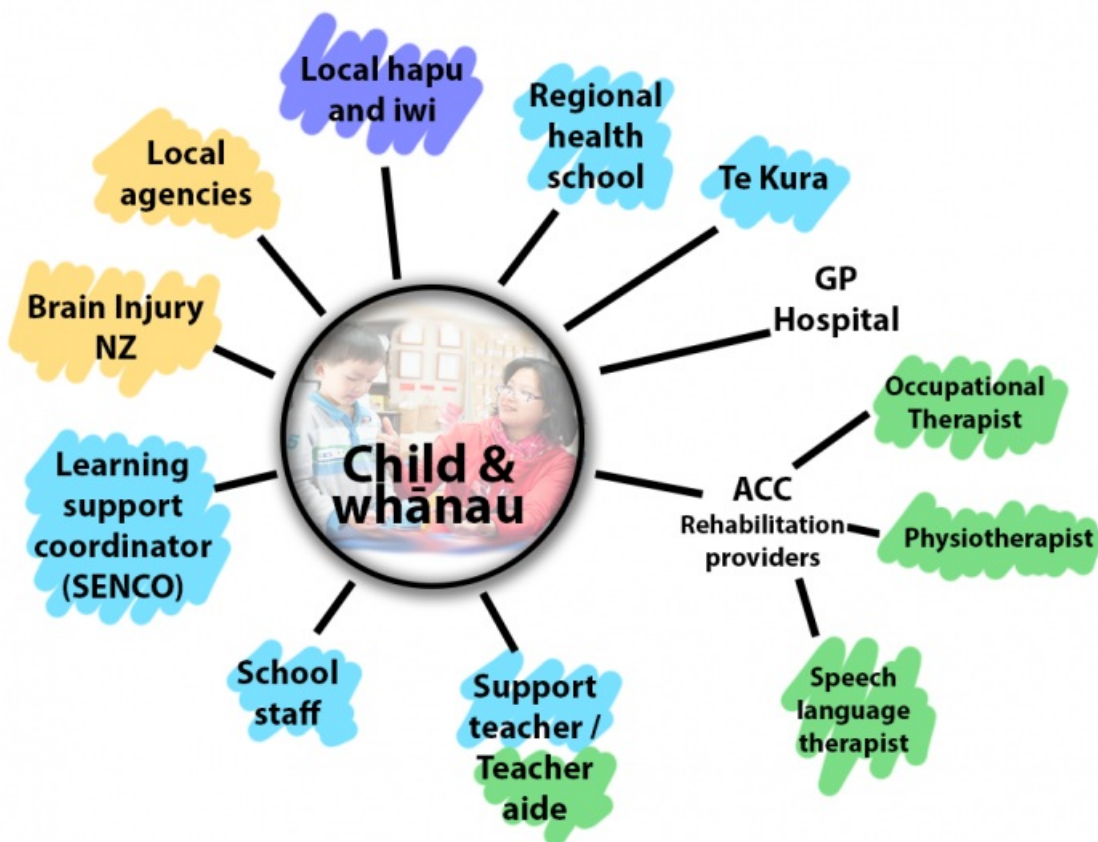 Local hapu
and iwi
Regional
health
school
Te Kura
GP
Hospital
Occupational
Therapist
ACC
Rehabilitation
providers
Physiotherapist
Speech
language
therapist
Support
teacher /
Teacher
aide
School
staff
Learning
support
coordinator
(SENCO)
Brain Injury
NZ
Local
agencies
Child &
whānau